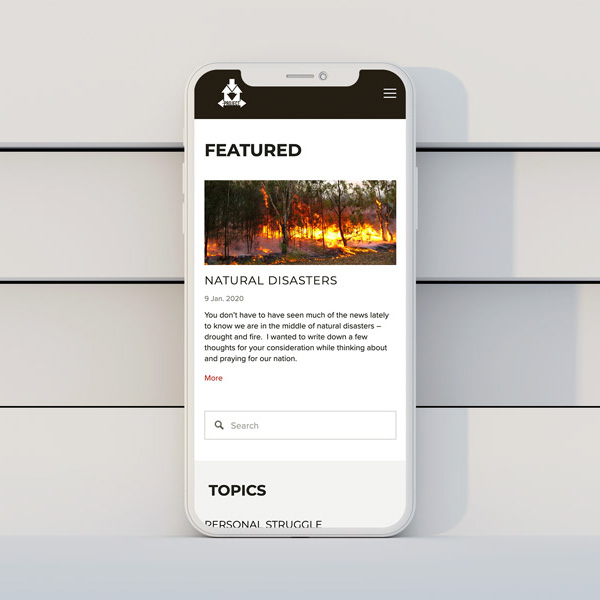 FEATURED
NATURAL DISASTERS
9 Jan. 2020
You don't have to have seen much of the news lately
to know we are in the middle of natural disasters –
drought and fire.  I wanted to write down a few
thoughts for your consideration while thinking about
and praying for our nation.
More
Search
TOPICS
PERSONAL STRUGGLE